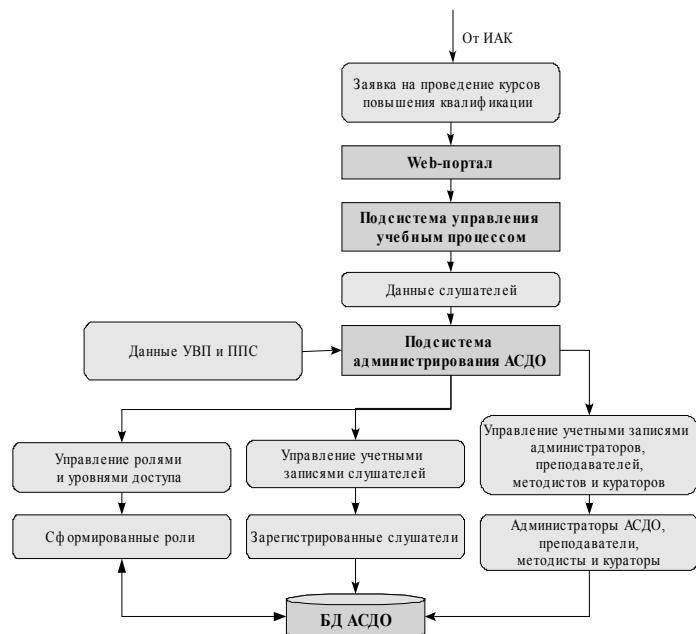 От ИАК
Заявка на проведение курсов
повышения квалификации
Web-портал
Подсистема управления
учебным процессом
Данные слушателей
Данные УВП и ППС
Подсистема
администрирования АСДО
Управление ролями
и уровнями доступа
Управление учетными
записями слушателей
Управление учетными записями
администраторов,
преподавателей,
методистов и кураторов
Сформированные роли
Зарегистрированные слушатели
Администраторы АСДО,
преподаватели,
методисты и кураторы
БД АСДО